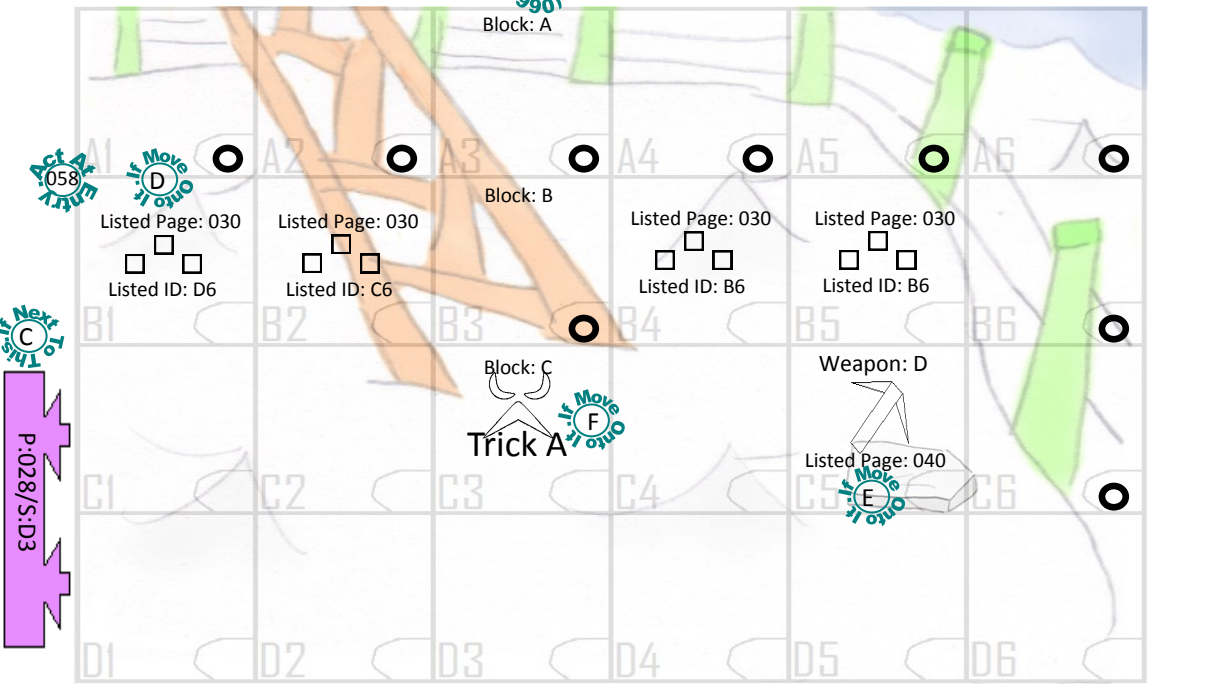 990)
Block: A
A1
A2
A3
A4
A5
A6
Act At Entry
058
If Move Onto It
D
Block: B
Listed Page: 030
Listed ID: D6
Listed Page: 030
Listed ID: C6
Listed Page: 030
Listed ID: B6
Listed Page: 030
Listed ID: B6
B1
B2
B3
B4
B5
B6
If Next To This
C
P:028/S:D3
Block: C
Trick A
If Move Onto It
F
Weapon: D
Listed Page: 040
If Move Onto It
E
C1
C2
C3
C4
C5
C6
D1
D2
D3
D4
D5
D6